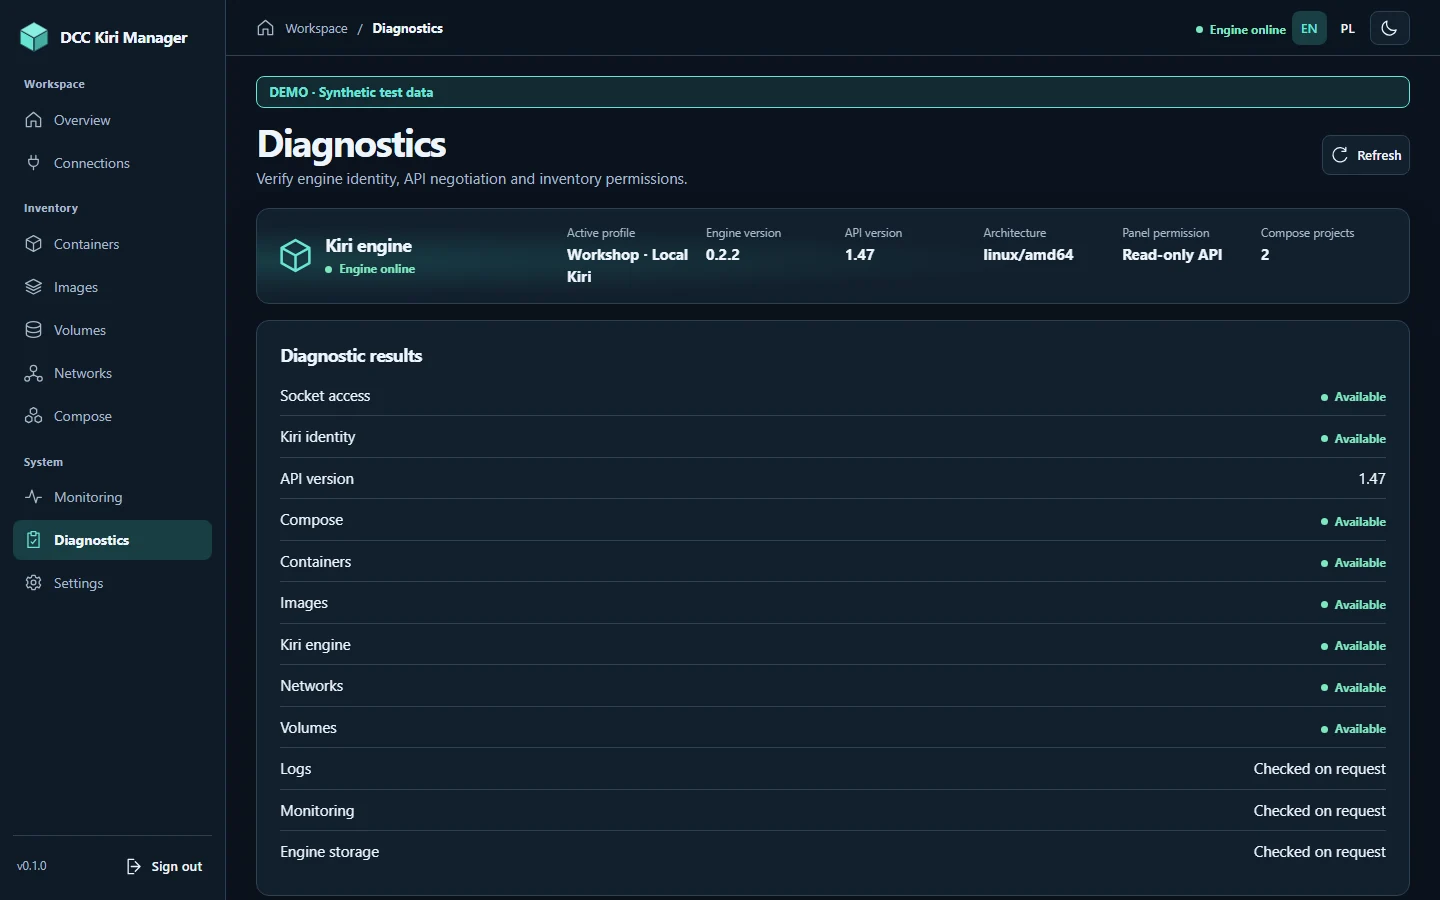 DCC Kiri Manager
Workspace
Overview
Connections
Inventory
Containers
Images
Volumes
Networks
Compose
System
Monitoring
Diagnostics
Settings
v0.1.0
Sign out
Workspace / Diagnostics
Engine online
EN
PL
DEMO · Synthetic test data
Diagnostics
Verify engine identity, API negotiation and inventory permissions.
Refresh
Kiri engine
Engine online
Active profile
Workshop · Local
Kiri
Engine version
0.2.2
API version
1.47
Architecture
linux/amd64
Panel permission
Read-only API
Compose projects
2
Diagnostic results
Socket access Available
Kiri identity Available
API version 1.47
Compose Available
Containers Available
Images Available
Kiri engine Available
Networks Available
Volumes Available
Logs Checked on request
Monitoring Checked on request
Engine storage Checked on request